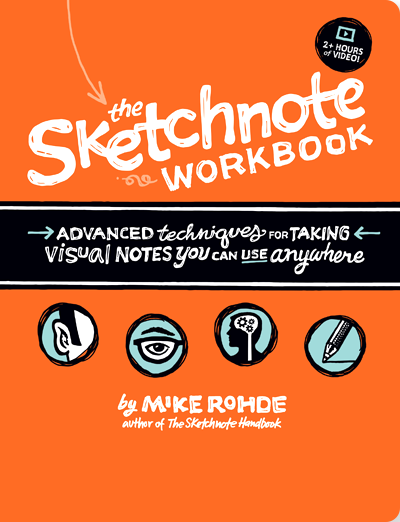 2+ HOURS
of VIDEO!
the
Sketchnote
WORKBOOK
ADVANCED techniques FOR TAKING
VISUAL NOTES YOU CAN USE anywhere
by MIKE ROHDE
author of The Sketchnote Handbook